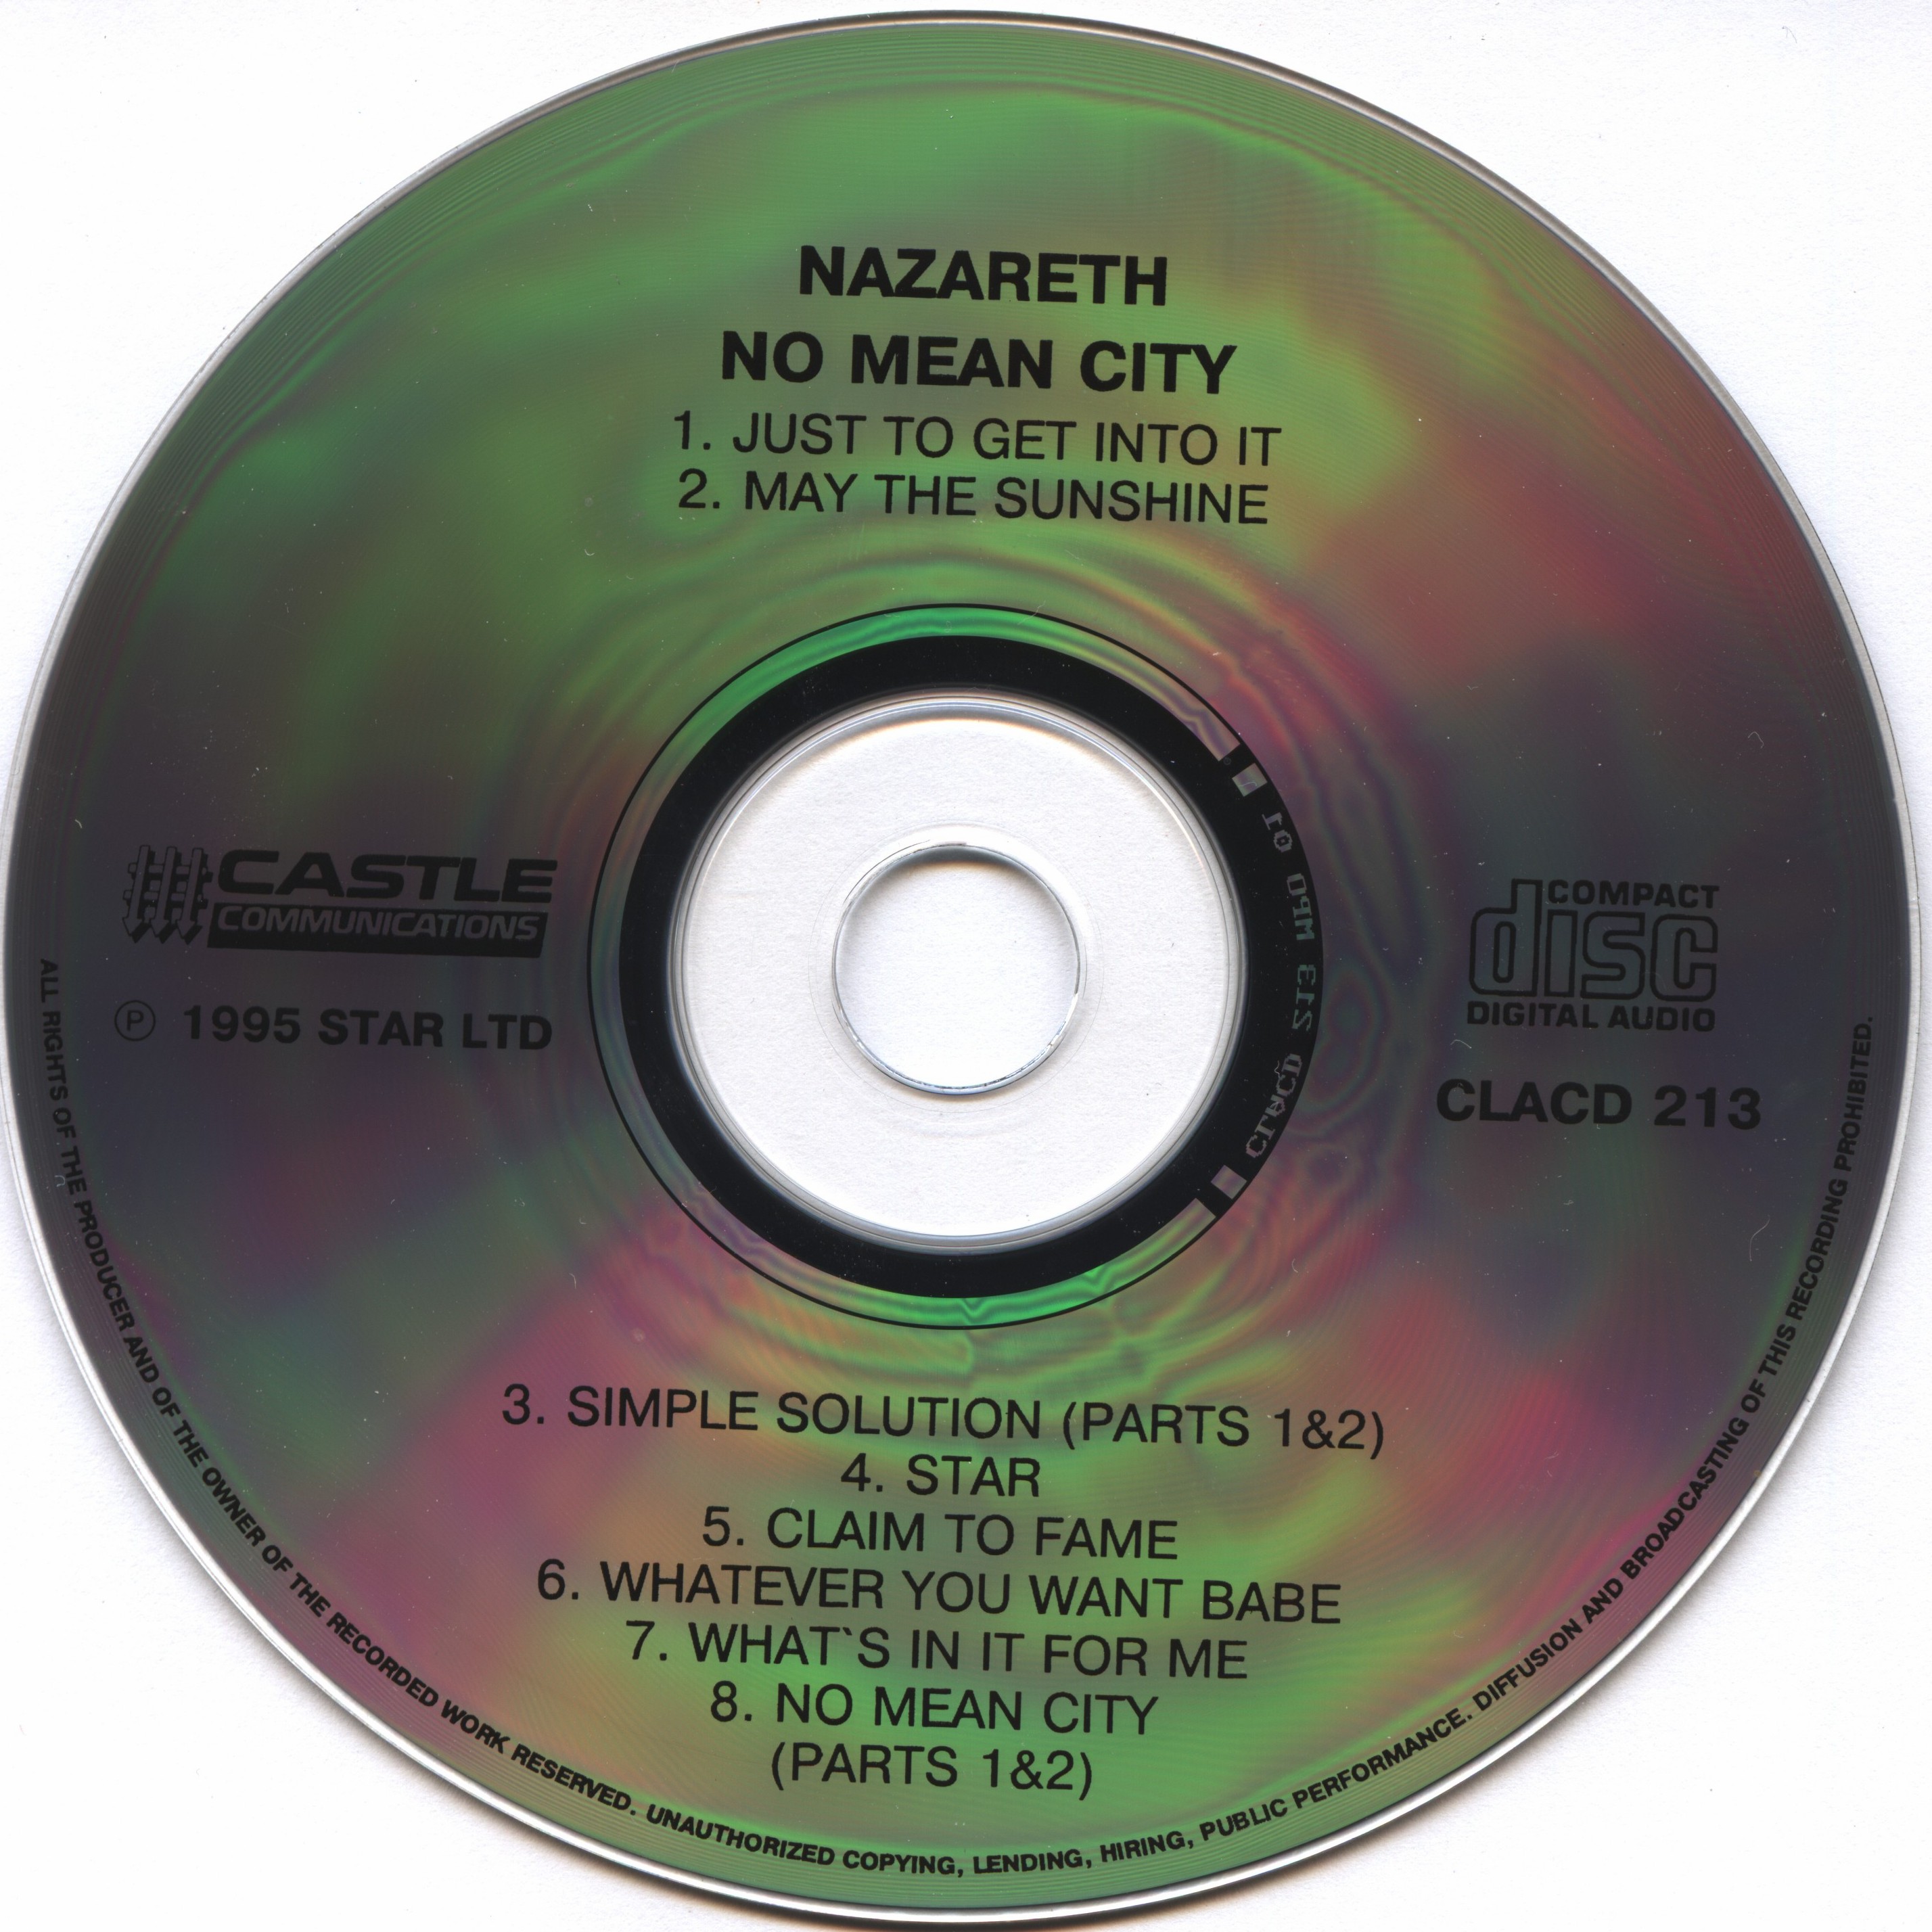 NAZARETH
NO MEAN CITY
1. JUST TO GET INTO IT
2. MAY THE SUNSHINE
CASTLE
COMMUNICATIONS
Ⓟ 1995 STAR LTD
COMPACT
disc
DIGITAL AUDIO
CLACD 213
CLACD 213 MPO 01
3. SIMPLE SOLUTION (PARTS 1&2)
4. STAR
5. CLAIM TO FAME
6. WHATEVER YOU WANT BABE
7. WHAT`S IN IT FOR ME
8. NO MEAN CITY
(PARTS 1&2)
ALL RIGHTS OF THE PRODUCER AND OF THE OWNER OF THE RECORDED WORK RESERVED. UNAUTHORIZED COPYING, LENDING, HIRING, PUBLIC PERFORMANCE. DIFFUSION AND BROADCASTING OF THIS RECORDING PROHIBITED.